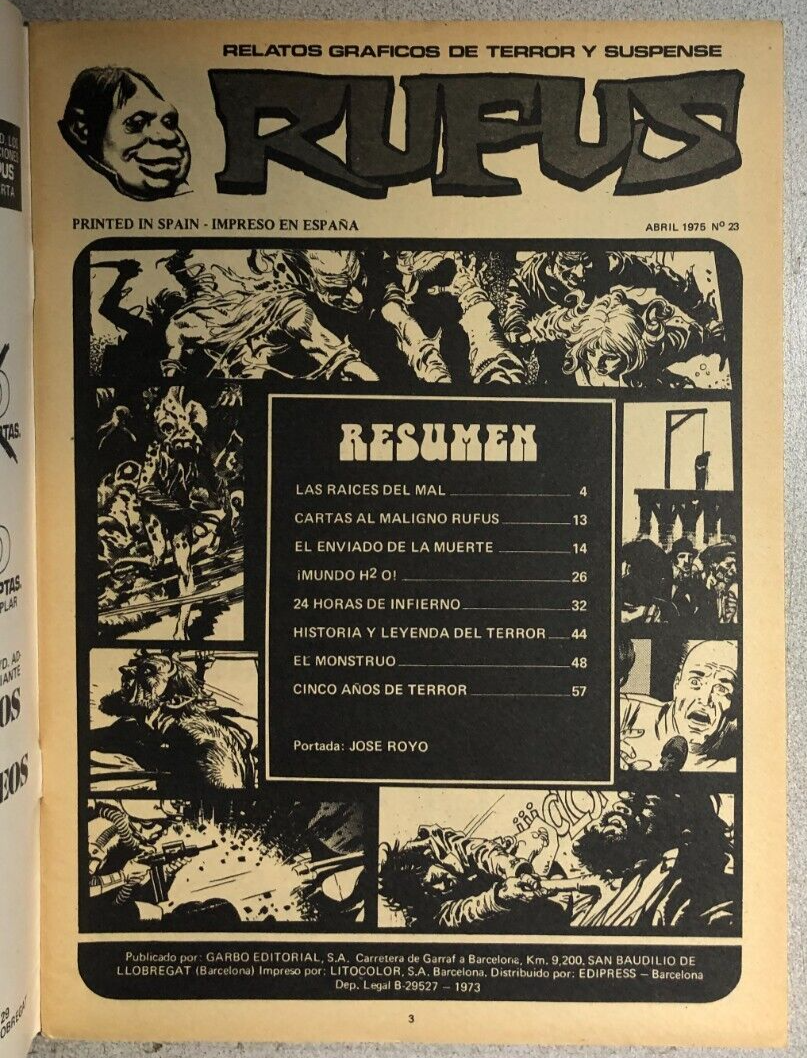 RELATOS GRAFICOS DE TERROR Y SUSPENSE
RUFUS
PRINTED IN SPAIN - IMPRESO EN ESPAÑA
ABRIL 1975 Nº 23
RESUMEN
LAS RAICES DEL MAL 4
CARTAS AL MALIGNO RUFUS 13
EL ENVIADO DE LA MUERTE 14
¡MUNDO H2 O! 26
24 HORAS DE INFIERNO 32
HISTORIA Y LEYENDA DEL TERROR 44
EL MONSTRUO 48
CINCO AÑOS DE TERROR 57
Portada: JOSE ROYO
Publicado por: GARBO EDITORIAL, S.A. Carretera de Garraf a Barcelona, Km. 9,200, SAN BAUDILIO DE
LLOBREGAT (Barcelona) Impreso por: LITOCOLOR, S.A. Barcelona. Distribuido por: EDIPRESS — Barcelona
Dep. Legal B-29527 — 1973
3